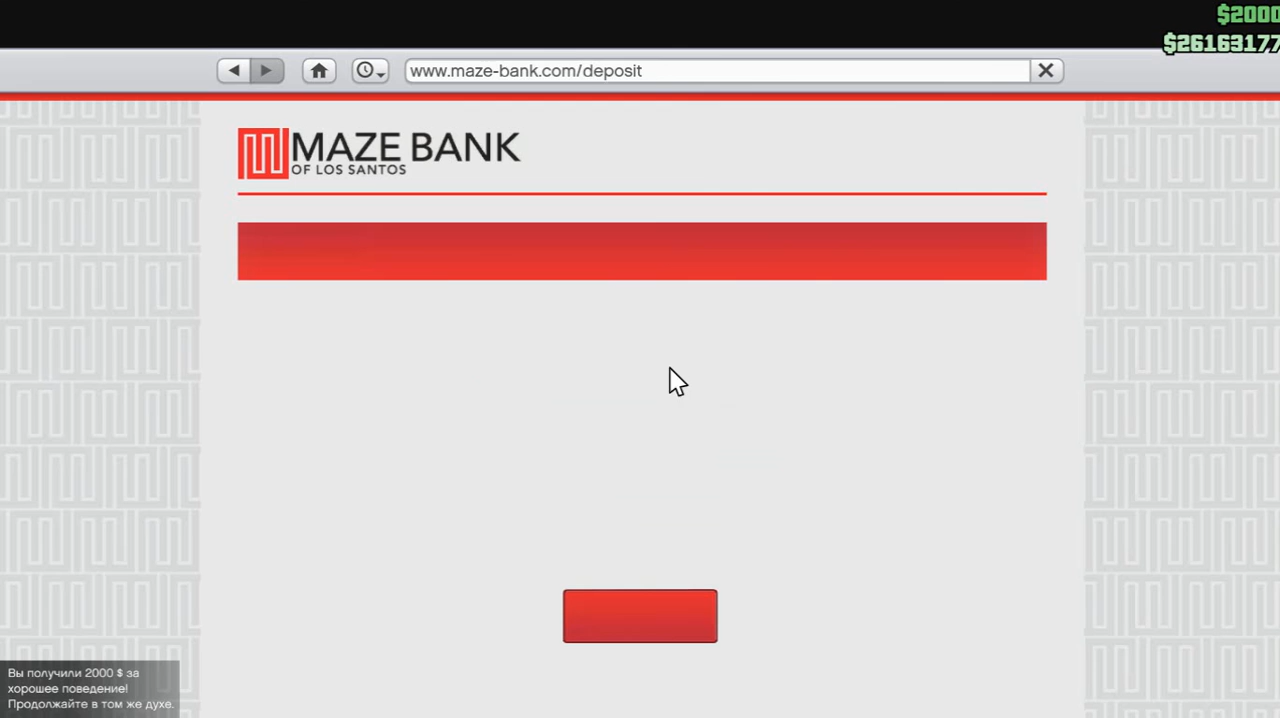 $2000
$26163177
www.maze-bank.com/deposit
MAZE BANK
OF LOS SANTOS
Вы получили 2000 $ за
хорошее поведение!
Продолжайте в том же духе.